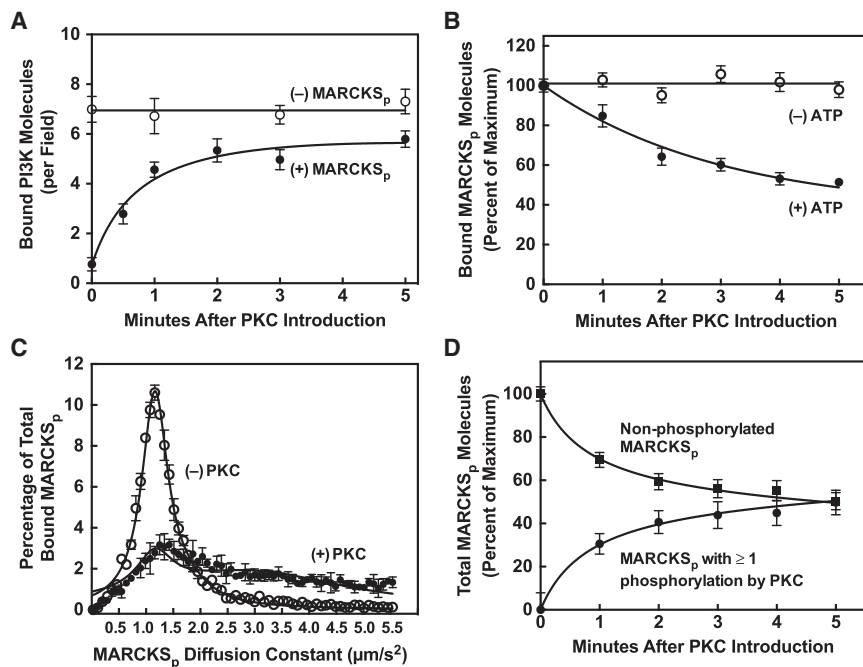 A
Bound PI3K Molecules
(per Field)
10
8
6
4
2
0
(–) MARCKSp
(+) MARCKSp
0 1 2 3 4 5
Minutes After PKC Introduction
B
Bound MARCKSp Molecules
(Percent of Maximum)
120
100
80
60
40
20
0
(–) ATP
(+) ATP
0 1 2 3 4 5
Minutes After PKC Introduction
C
Percentage of Total
Bound MARCKSp
12
10
8
6
4
2
0
(–) PKC
(+) PKC
0.5 1.0 1.5 2.0 2.5 3.0 3.5 4.0 4.5 5.0 5.5
MARCKSp Diffusion Constant (μm/s2)
D
Total MARCKSp Molecules
(Percent of Maximum)
100
80
60
40
20
0
Non-phosphorylated
MARCKSp
MARCKSp with ≥ 1
phosphorylation by PKC
0 1 2 3 4 5
Minutes After PKC Introduction